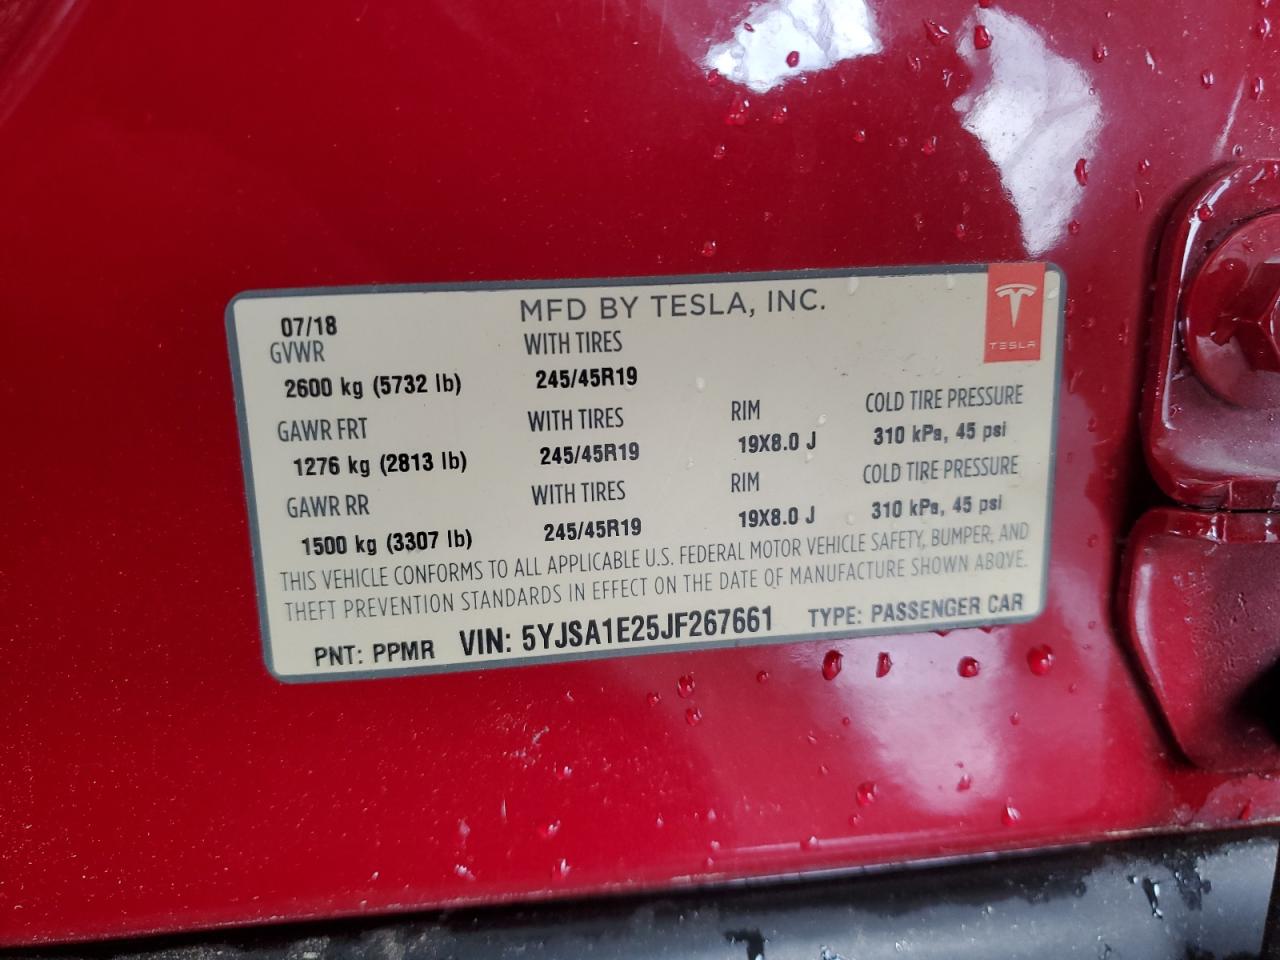 MFD BY TESLA, INC.
TESLA
07/18
GVWR WITH TIRES
2600 kg (5732 lb) 245/45R19
GAWR FRT WITH TIRES RIM COLD TIRE PRESSURE
1276 kg (2813 lb) 245/45R19 19X8.0 J 310 kPa, 45 psi
GAWR RR WITH TIRES RIM COLD TIRE PRESSURE
1500 kg (3307 lb) 245/45R19 19X8.0 J 310 kPa, 45 psi
THIS VEHICLE CONFORMS TO ALL APPLICABLE U.S. FEDERAL MOTOR VEHICLE SAFETY, BUMPER, AND
THEFT PREVENTION STANDARDS IN EFFECT ON THE DATE OF MANUFACTURE SHOWN ABOVE.
PNT: PPMR VIN: 5YJSA1E25JF267661 TYPE: PASSENGER CAR